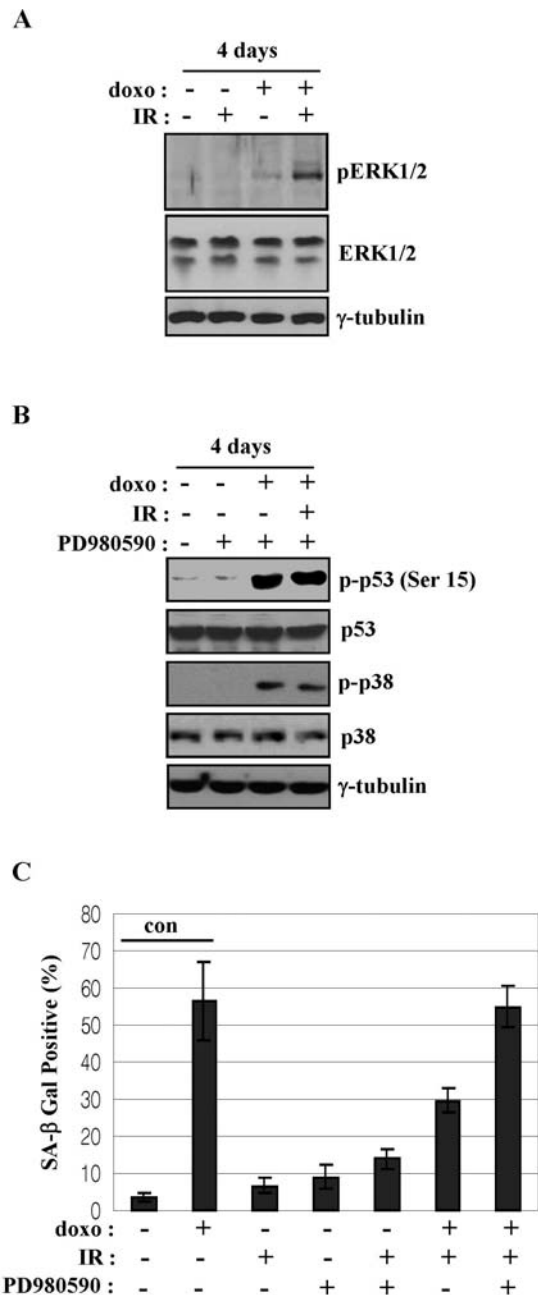 A
4 days
doxo : - - + +
IR : - + - +
pERK1/2
ERK1/2
γ-tubulin
B
4 days
doxo : - - + +
IR : - - - +
PD980590 : - + + +
p-p53 (Ser 15)
p53
p-p38
p38
γ-tubulin
C
SA-β Gal Positive (%)
80
70
60
50
40
30
20
10
0
con
doxo : - + - - - + +
IR : - - + - + + +
PD980590 : - - - + + - +